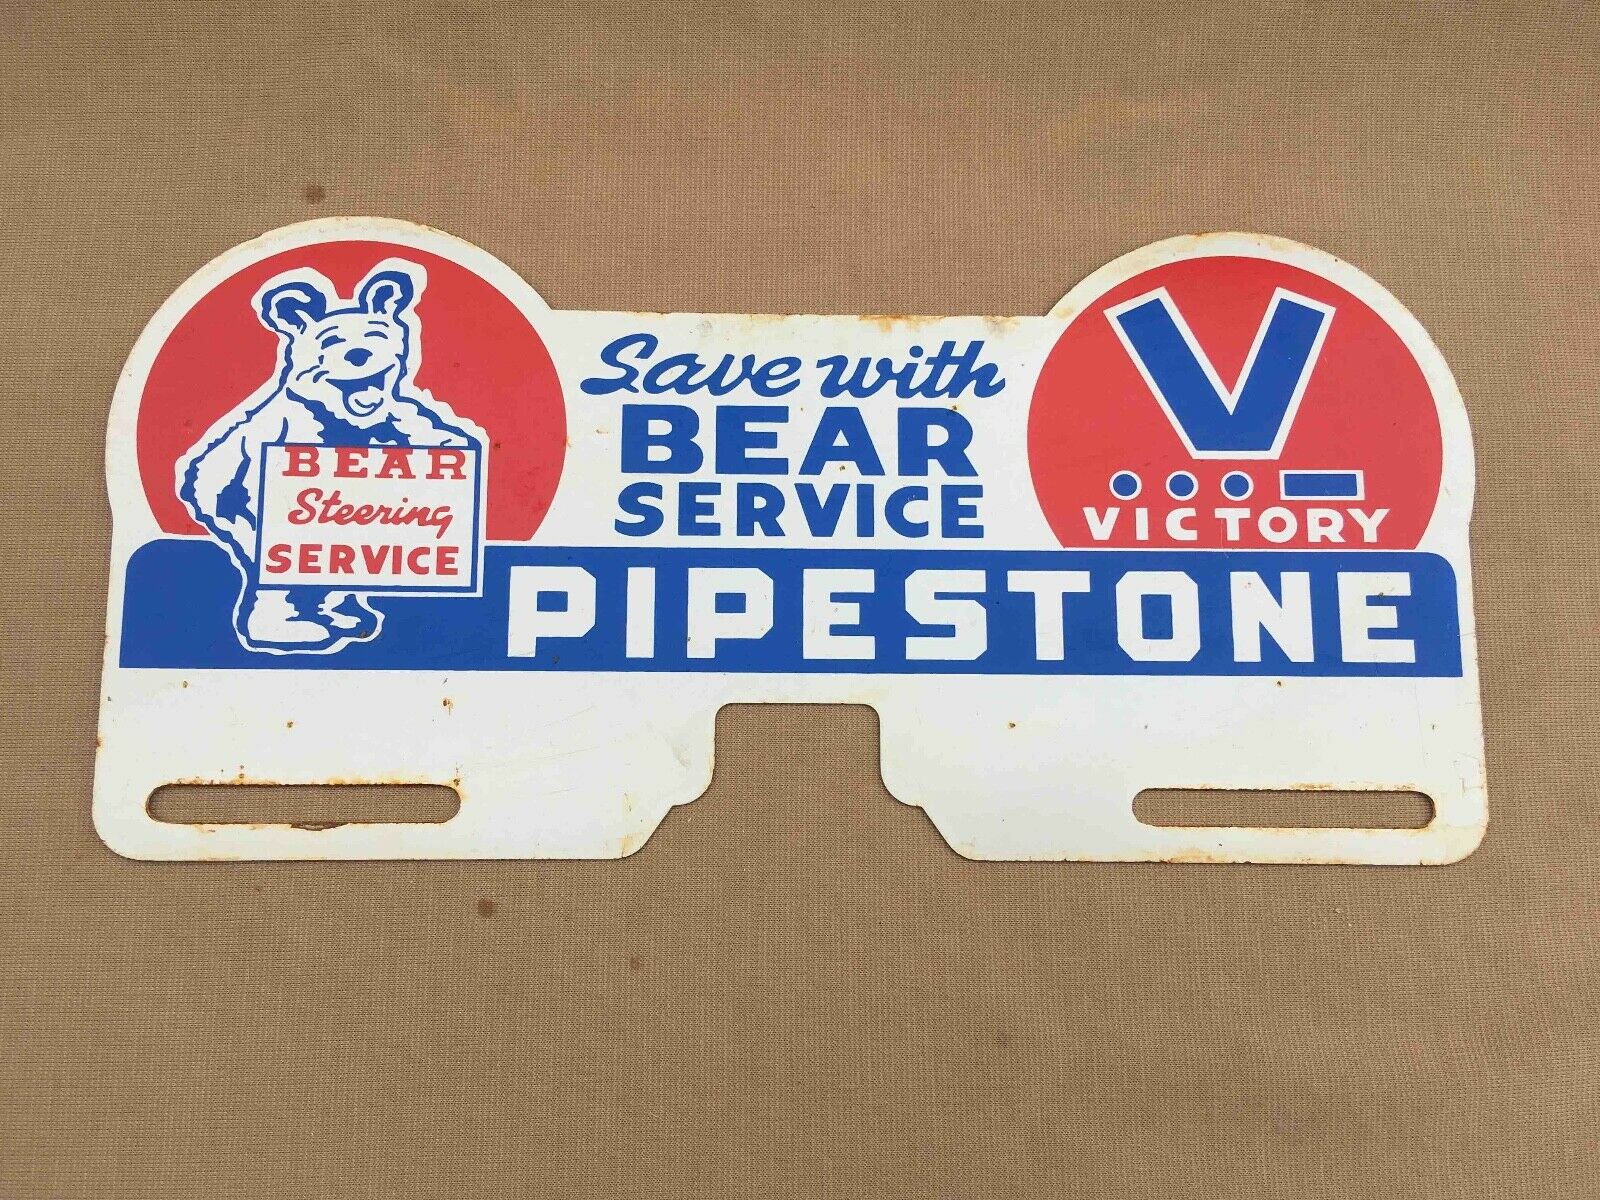 BEAR
Steering
SERVICE
Save with
BEAR
SERVICE
V
VICTORY
PIPESTONE